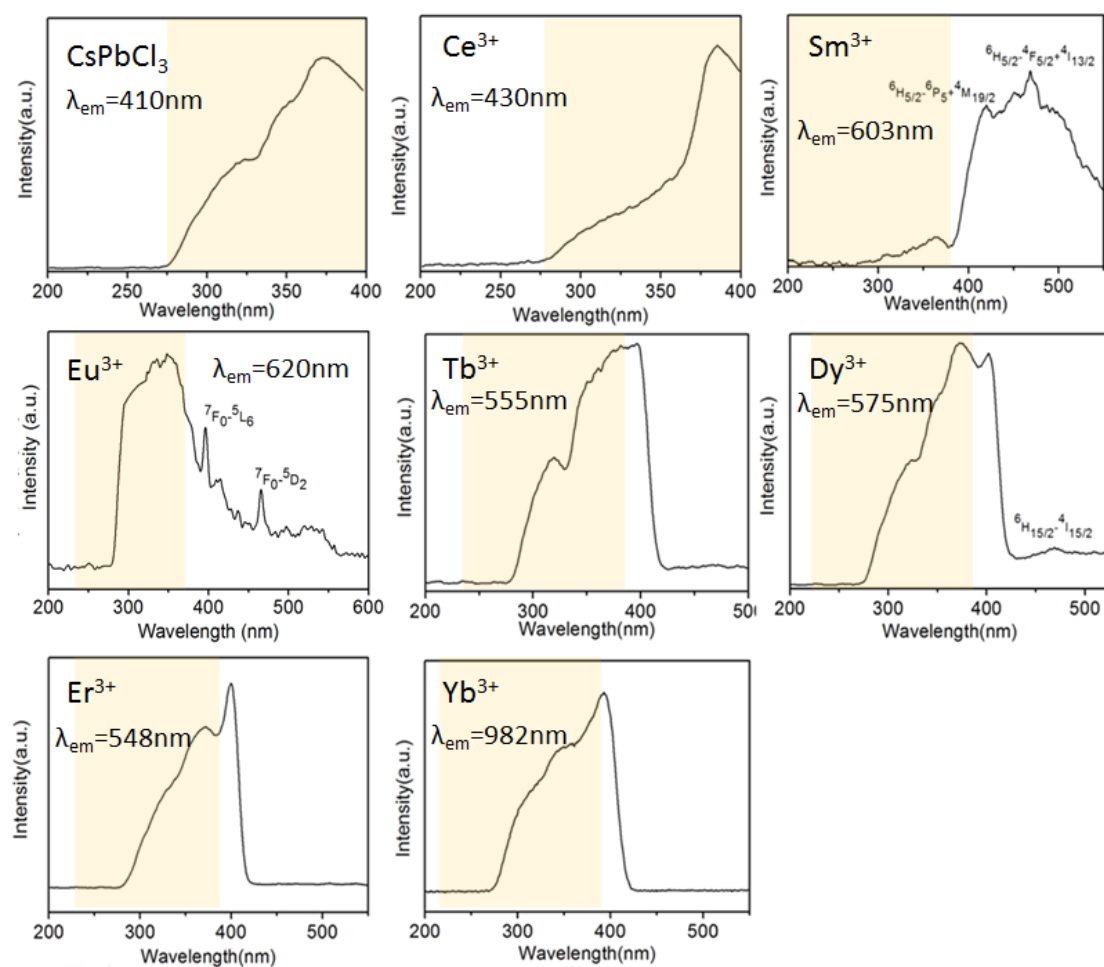 CsPbCl₃
λem=410nm
Intensity(a.u.)
200 250 300 350 400
Wavelength(nm)
Ce³⁺
λem=430nm
Intensity(a.u.)
200 300 400
Wavelength(nm)
Sm³⁺
⁶H5/2-⁴F5/2+⁴I13/2
⁶H5/2-⁶P5+⁴M19/2
λem=603nm
Intensity(a.u.)
200 300 400 500
Wavelenth(nm)
Eu³⁺
λem=620nm
⁷F₀-⁵L₆
⁷F₀-⁵D₂
Intensity (a.u.)
200 300 400 500 600
Wavelength (nm)
Tb³⁺
λem=555nm
Intensity(a.u.)
200 300 400 50
Wavelength(nm)
Dy³⁺
λem=575nm
⁶H15/2-⁴I15/2
Intensity(a.u.)
200 300 400 500
Wavelength(nm)
Er³⁺
λem=548nm
Intensity(a.u.)
200 300 400 500
Wavelength(nm)
Yb³⁺
λem=982nm
Intensity(a.u.)
200 300 400 500
Wavelength(nm)